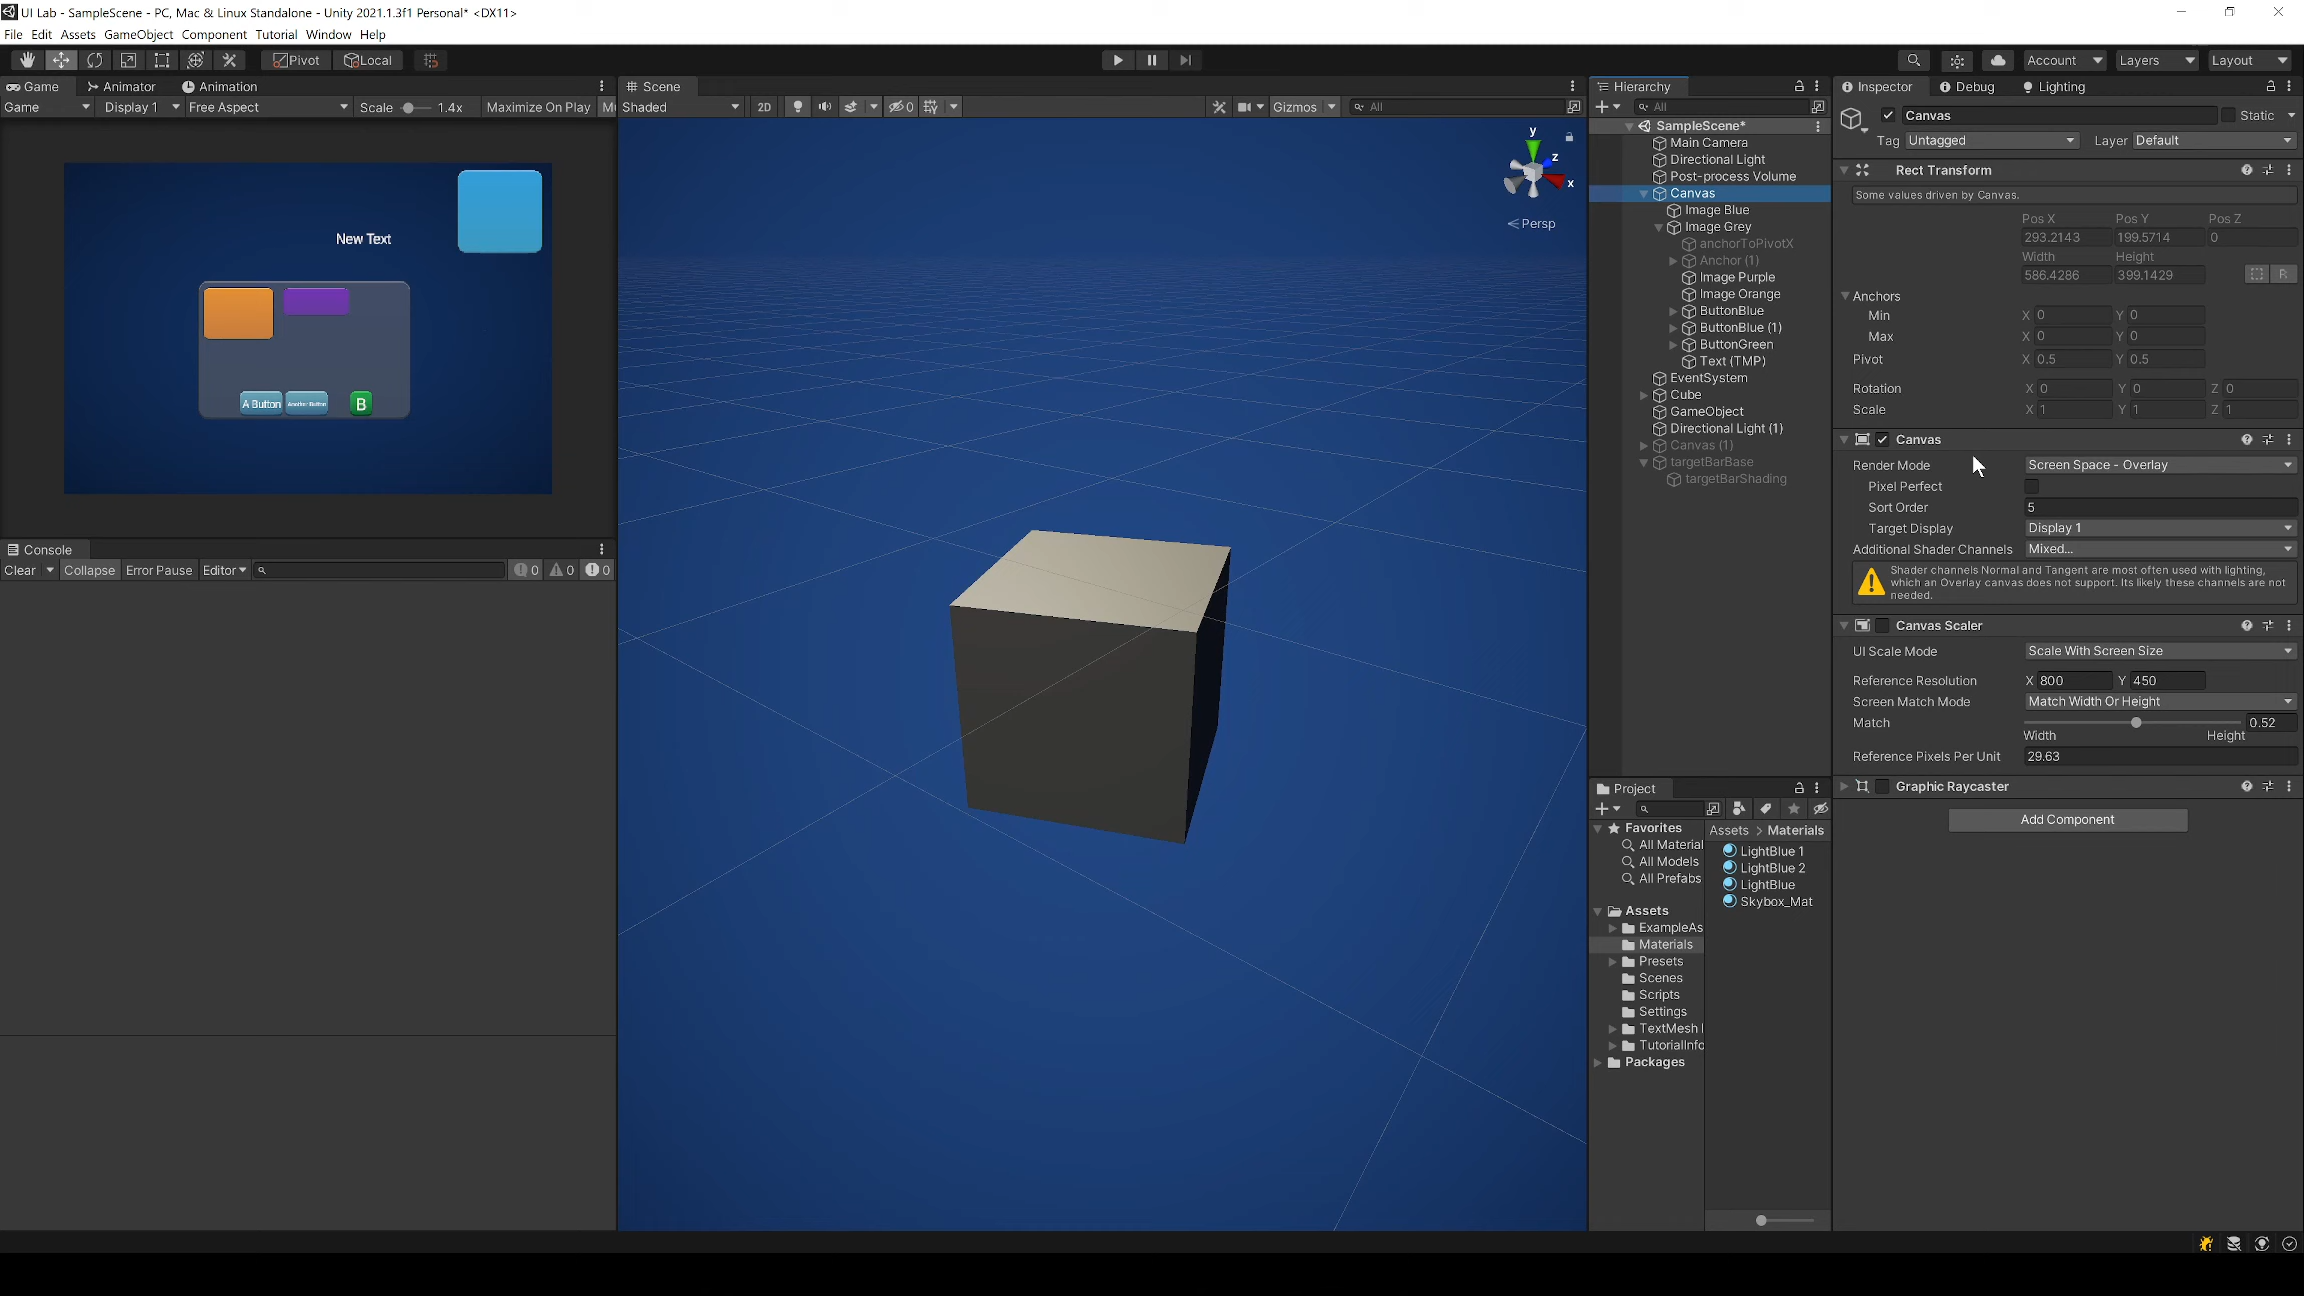 UI Lab - SampleScene - PC, Mac & Linux Standalone - Unity 2021.1.3f1 Personal* <DX11>
File Edit Assets GameObject Component Tutorial Window Help
Pivot Local Account Layers Layout
Game Animator Animation
Game Display 1 Free Aspect Scale 1.4x Maximize On Play
New Text
A Button Another Button B
Console
Clear Collapse Error Pause Editor 0 0 0
Scene
Shaded 2D 0 Gizmos All
y
z
x
Persp
Hierarchy
All
SampleScene*
Main Camera
Directional Light
Post-process Volume
Canvas
Image Blue
Image Grey
anchorToPivotX
Anchor (1)
Image Purple
Image Orange
ButtonBlue
ButtonBlue (1)
ButtonGreen
Text (TMP)
EventSystem
Cube
GameObject
Directional Light (1)
Canvas (1)
targetBarBase
targetBarShading
Project
Favorites
All Material
All Models
All Prefabs
Assets
ExampleAs
Materials
Presets
Scenes
Scripts
Settings
TextMesh
TutorialInfo
Packages
Assets > Materials
LightBlue 1
LightBlue 2
LightBlue
Skybox_Mat
Inspector Debug Lighting
Canvas Static
Tag Untagged Layer Default
Rect Transform
Some values driven by Canvas.
Pos X Pos Y Pos Z
293.2143 199.5714 0
Width Height
586.4286 399.1429 R
Anchors
Min X 0 Y 0
Max X 0 Y 0
Pivot X 0.5 Y 0.5
Rotation X 0 Y 0 Z 0
Scale X 1 Y 1 Z 1
Canvas
Render Mode Screen Space - Overlay
Pixel Perfect
Sort Order 5
Target Display Display 1
Additional Shader Channels Mixed...
Shader channels Normal and Tangent are most often used with lighting,
which an Overlay canvas does not support. Its likely these channels are not
needed.
Canvas Scaler
UI Scale Mode Scale With Screen Size
Reference Resolution X 800 Y 450
Screen Match Mode Match Width Or Height
Match 0.52
Width Height
Reference Pixels Per Unit 29.63
Graphic Raycaster
Add Component